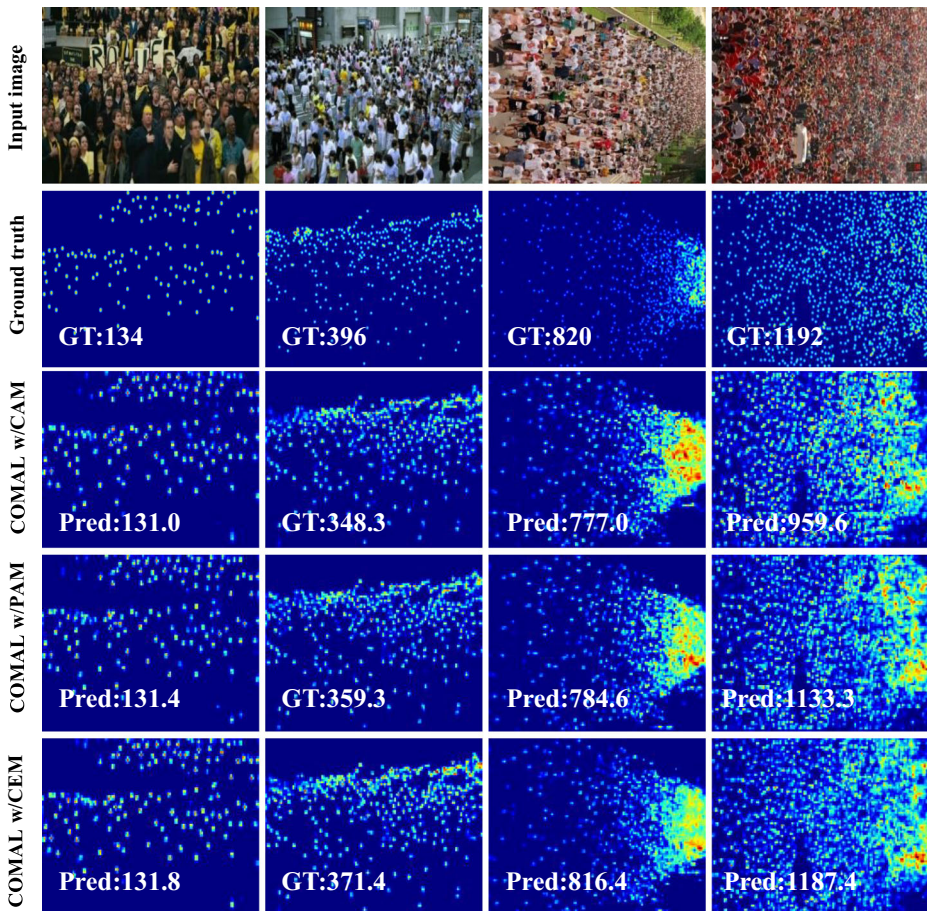 Input image
ROUTE
Ground truth
GT:134
GT:396
GT:820
GT:1192
COMAL w/CAM
Pred:131.0
GT:348.3
Pred:777.0
Pred:959.6
COMAL w/PAM
Pred:131.4
GT:359.3
Pred:784.6
Pred:1133.3
COMAL w/CEM
Pred:131.8
GT:371.4
Pred:816.4
Pred:1187.4